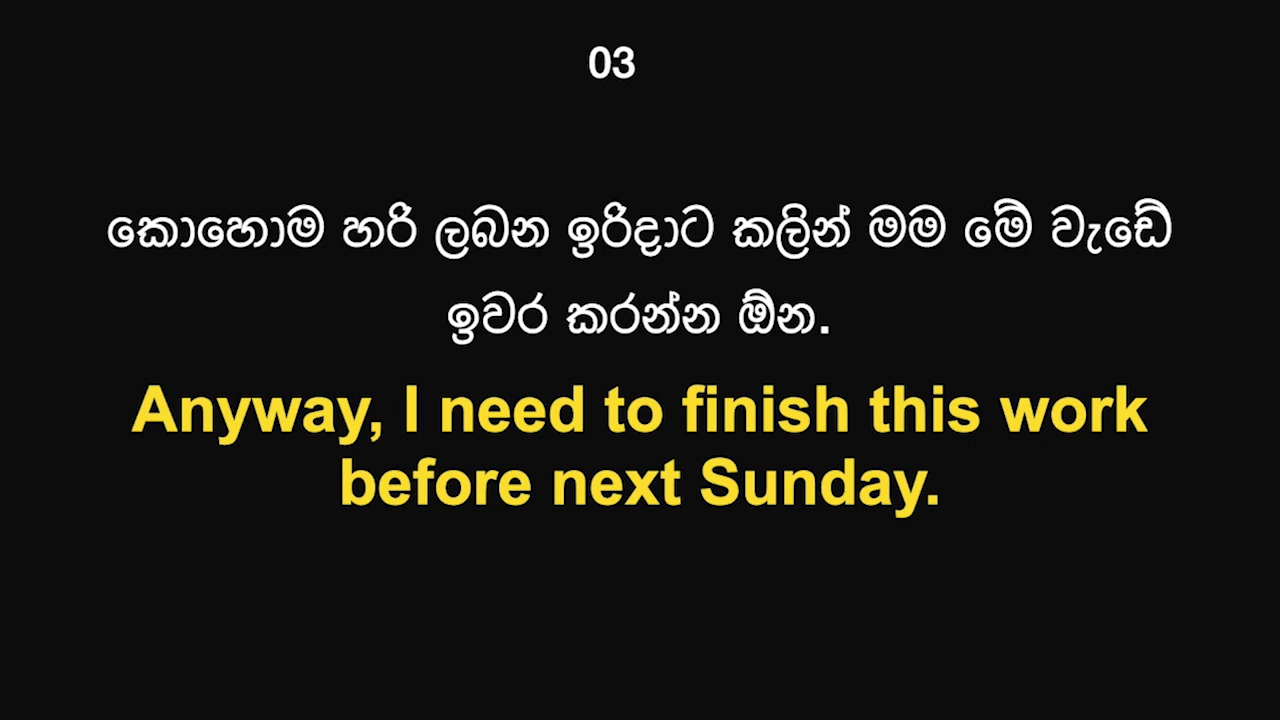 03
කොහොම හරි ලබන ඉරිදාට කලින් මම මේ වැඩේ
ඉවර කරන්න ඕන.
Anyway, I need to finish this work
before next Sunday.